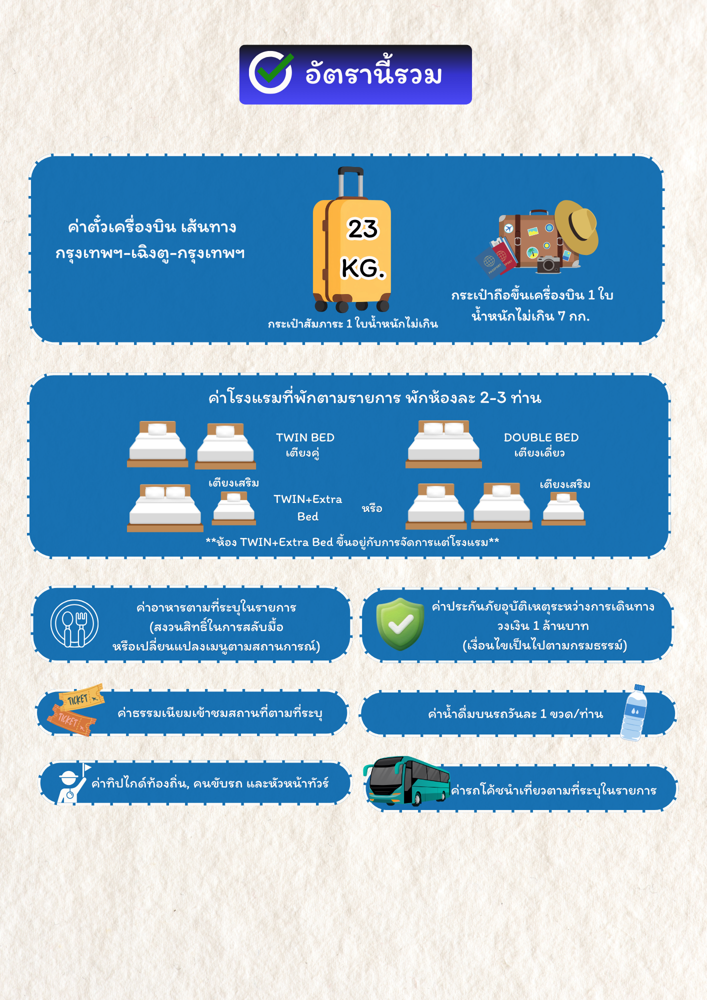 อัตรานี้รวม
ค่าตั๋วเครื่องบิน เส้นทาง
กรุงเทพฯ-เฉิงตู-กรุงเทพฯ
23
KG.
กระเป๋าสัมภาระ 1 ใบน้ำหนักไม่เกิน
PASSPORT
กระเป๋าถือขึ้นเครื่องบิน 1 ใบ
น้ำหนักไม่เกิน 7 กก.
ค่าโรงแรมที่พักตามรายการ พักห้องละ 2-3 ท่าน
TWIN BED
เตียงคู่
DOUBLE BED
เตียงเดี่ยว
เตียงเสริม
TWIN+Extra
Bed
หรือ
เตียงเสริม
**ห้อง TWIN+Extra Bed ขึ้นอยู่กับการจัดการแต่โรงแรม**
ค่าอาหารตามที่ระบุในรายการ
(สงวนสิทธิ์ในการสลับมื้อ
หรือเปลี่ยนแปลงเมนูตามสถานการณ์)
ค่าประกันภัยอุบัติเหตุระหว่างการเดินทาง
วงเงิน 1 ล้านบาท
(เงื่อนไขเป็นไปตามกรมธรรม์)
TICKET
TICKET
ค่าธรรมเนียมเข้าชมสถานที่ตามที่ระบุ
ค่าน้ำดื่มบนรถวันละ 1 ขวด/ท่าน
ค่าทิปไกด์ท้องถิ่น, คนขับรถ และหัวหน้าทัวร์
ค่ารถโค้ชนำเที่ยวตามที่ระบุในรายการ